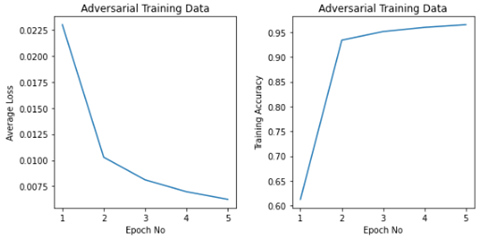 Adversarial Training Data
Average Loss
0.0225
0.0200
0.0175
0.0150
0.0125
0.0100
0.0075
1 2 3 4 5
Epoch No
Adversarial Training Data
Training Accuracy
0.95
0.90
0.85
0.80
0.75
0.70
0.65
0.60
1 2 3 4 5
Epoch No